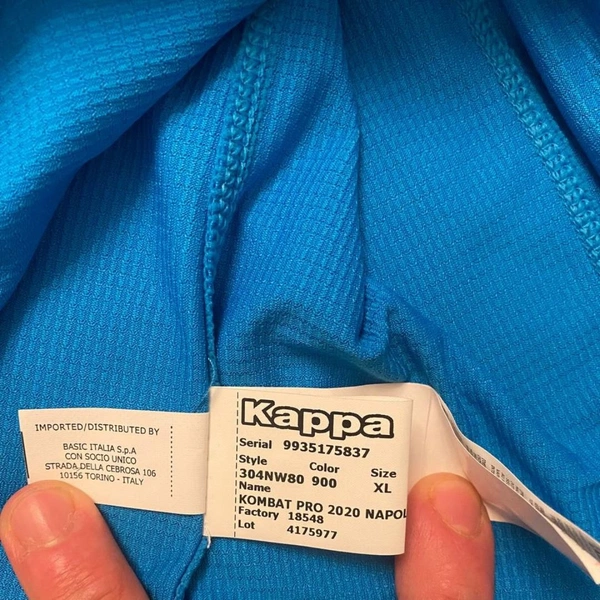 IMPORTED/DISTRIBUTED BY
BASIC ITALIA S.p.A
CON SOCIO UNICO
STRADA,DELLA CEBROSA 106
10156 TORINO - ITALY
Kappa
Serial 9935175837
Style Color Size
304NW80 900 XL
Name
KOMBAT PRO 2020 NAPOL
Factory 18548
Lot 4175977